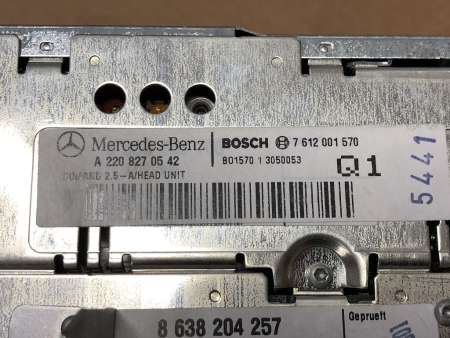 Mercedes-Benz
A 220 827 05 42
COMAND 2.5-A/HEAD UNIT
BOSCH 7 612 001 570
801570 1 3050053
Q1
5441
8 638 204 257
Geprueft